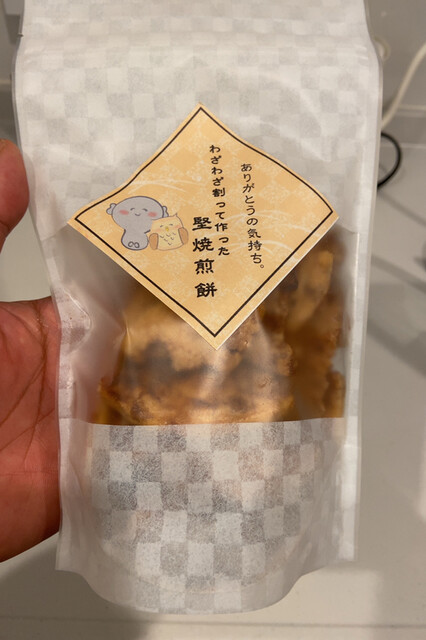 ありがとうの気持ち。
わざわざ割って作った
堅焼煎餅